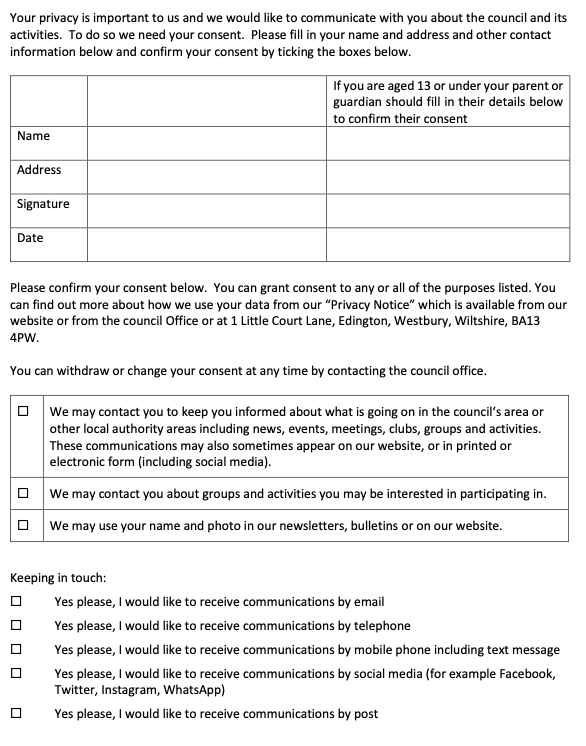 Your privacy is important to us and we would like to communicate with you about the council and its
activities.  To do so we need your consent.  Please fill in your name and address and other contact
information below and confirm your consent by ticking the boxes below.
If you are aged 13 or under your parent or
guardian should fill in their details below
to confirm their consent
Name
Address
Signature
Date
Please confirm your consent below.  You can grant consent to any or all of the purposes listed. You
can find out more about how we use your data from our “Privacy Notice” which is available from our
website or from the council Office or at 1 Little Court Lane, Edington, Westbury, Wiltshire, BA13
4PW.
You can withdraw or change your consent at any time by contacting the council office.
☐ We may contact you to keep you informed about what is going on in the council‘s area or
other local authority areas including news, events, meetings, clubs, groups and activities.
These communications may also sometimes appear on our website, or in printed or
electronic form (including social media).
☐ We may contact you about groups and activities you may be interested in participating in.
☐ We may use your name and photo in our newsletters, bulletins or on our website.
Keeping in touch:
☐ Yes please, I would like to receive communications by email
☐ Yes please, I would like to receive communications by telephone
☐ Yes please, I would like to receive communications by mobile phone including text message
☐ Yes please, I would like to receive communications by social media (for example Facebook,
Twitter, Instagram, WhatsApp)
☐ Yes please, I would like to receive communications by post